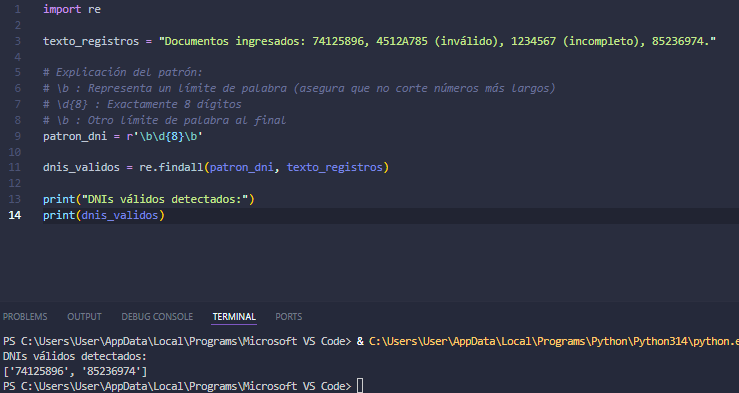 1 import re
2
3 texto_registros = "Documentos ingresados: 74125896, 4512A785 (inválido), 1234567 (incompleto), 85236974."
4
5 # Explicación del patrón:
6 # \b : Representa un límite de palabra (asegura que no corte números más largos)
7 # \d{8} : Exactamente 8 dígitos
8 # \b : Otro límite de palabra al final
9 patron_dni = r'\b\d{8}\b'
10
11 dnis_validos = re.findall(patron_dni, texto_registros)
12
13 print("DNIs válidos detectados:")
14 print(dnis_validos)
PROBLEMS OUTPUT DEBUG CONSOLE TERMINAL PORTS
PS C:\Users\User\AppData\Local\Programs\Microsoft VS Code> & C:\Users\User\AppData\Local\Programs\Python\Python314\python.e
DNIs válidos detectados:
['74125896', '85236974']
PS C:\Users\User\AppData\Local\Programs\Microsoft VS Code>